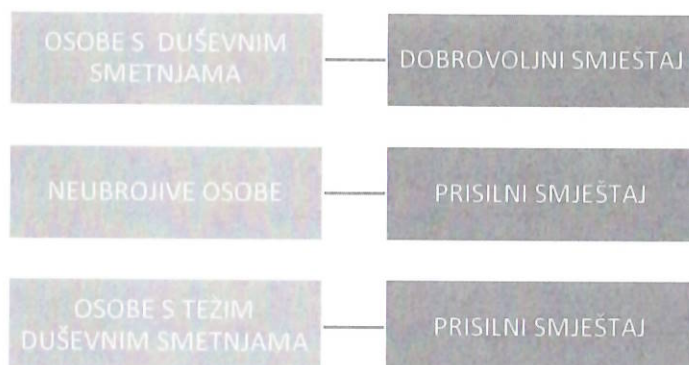 OSOBE S DUŠEVNIM
SMETNJAMA
DOBROVOLJNI SMJEŠTAJ
NEUBROJIVE OSOBE
PRISILNI SMJEŠTAJ
OSOBE S TEŽIM
DUŠEVNIM SMETNJAMA
PRISILNI SMJEŠTAJ